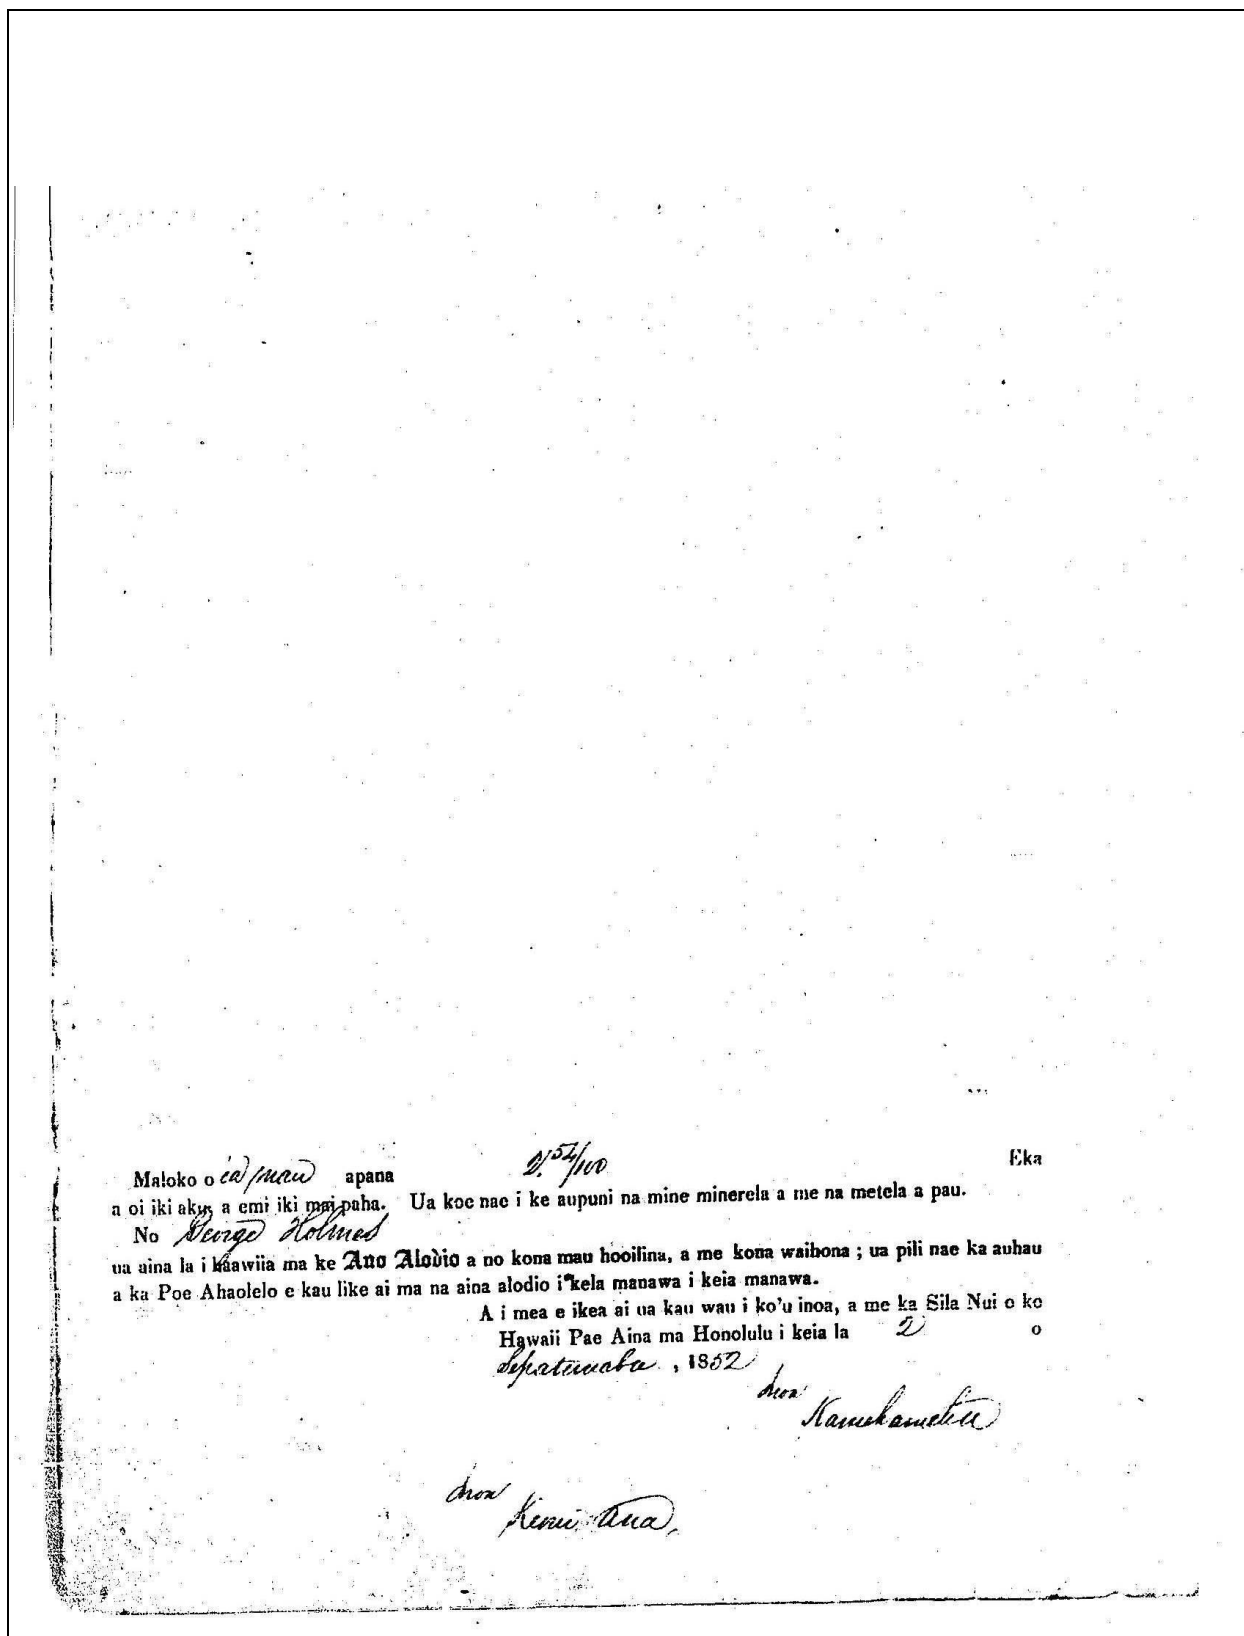 Maloko o ia mau apana 2.54/100 Eka
a oi iki aku, a emi iki mai paha. Ua koe nae i ke aupuni na mine minerela a me na metela a pau.
No George Holmes
ua aina la i haawiia ma ke Ano Alodio a no kona mau hooilina, a me kona waihona ; ua pili nae ka auhau
a ka Poe Ahaolelo e kau like ai ma na aina alodio i kela manawa i keia manawa.
A i mea e ikea ai ua kau wau i ko'u inoa, a me ka Sila Nui o ko
Hawaii Pae Aina ma Honolulu i keia la 2 o
Sepatemaba , 1852
Inoa
Kamehameha
Inoa
Keoni Ana,